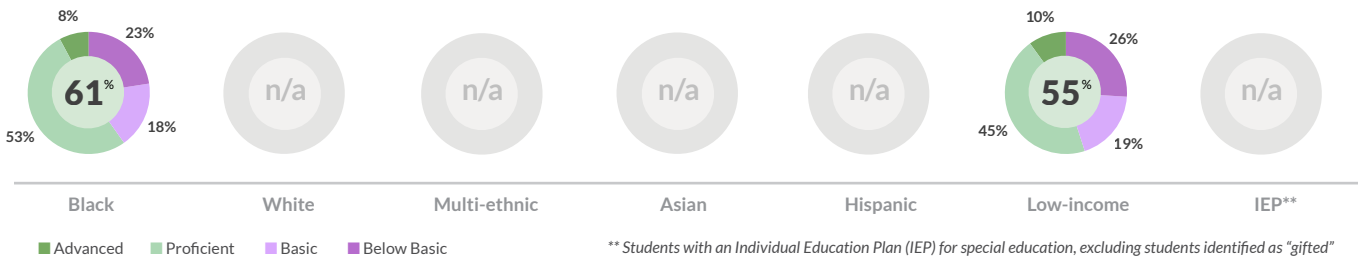 8%
23%
61%
53%
18%
n/a
n/a
n/a
n/a
n/a
10%
26%
55%
45%
19%
n/a
Black
White
Multi-ethnic
Asian
Hispanic
Low-income
IEP**
Advanced
Proficient
Basic
Below Basic
** Students with an Individual Education Plan (IEP) for special education, excluding students identified as “gifted”